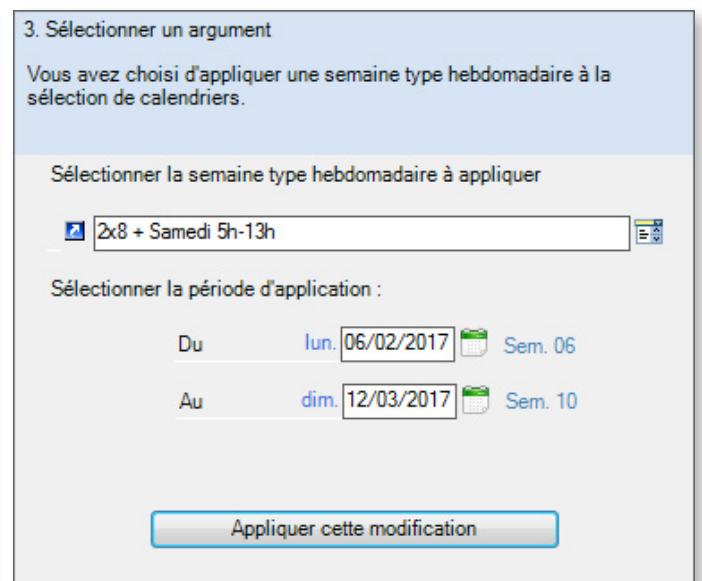 3. Sélectionner un argument
Vous avez choisi d'appliquer une semaine type hebdomadaire à la
sélection de calendriers.
Sélectionner la semaine type hebdomadaire à appliquer
2x8 + Samedi 5h-13h
Sélectionner la période d'application :
Du lun. 06/02/2017 Sem. 06
Au dim. 12/03/2017 Sem. 10
Appliquer cette modification